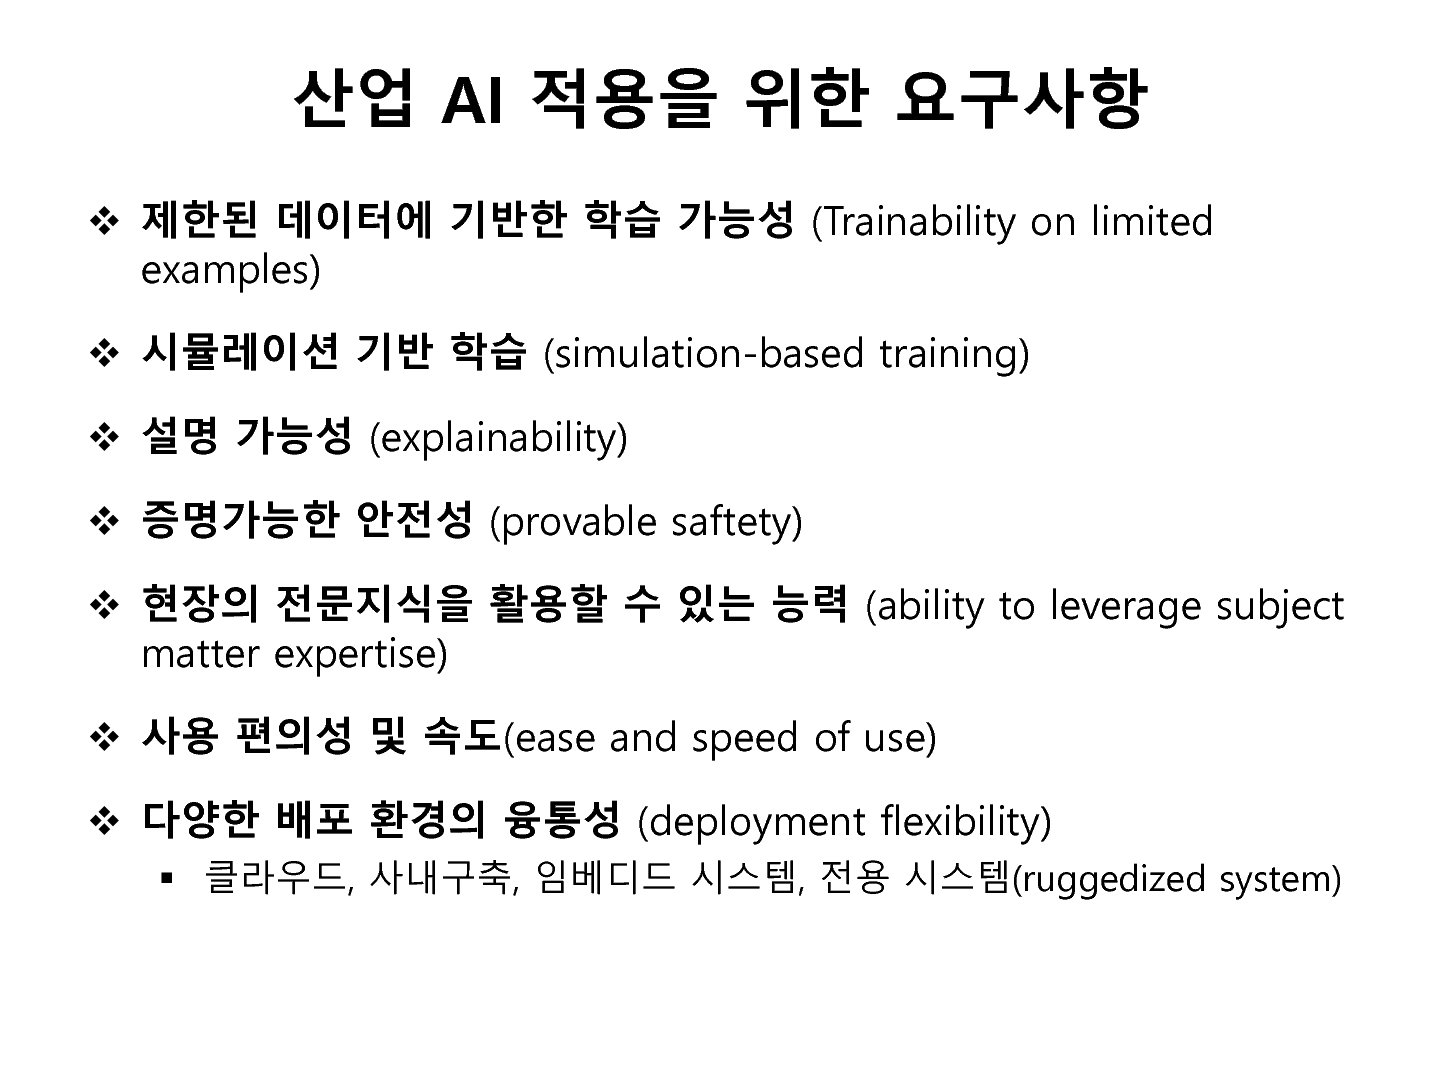 산업 AI 적용을 위한 요구사항
❖ 제한된 데이터에 기반한 학습 가능성 (Trainability on limited
examples)
❖ 시뮬레이션 기반 학습 (simulation-based training)
❖ 설명 가능성 (explainability)
❖ 증명가능한 안전성 (provable saftety)
❖ 현장의 전문지식을 활용할 수 있는 능력 (ability to leverage subject
matter expertise)
❖ 사용 편의성 및 속도(ease and speed of use)
❖ 다양한 배포 환경의 융통성 (deployment flexibility)
▪ 클라우드, 사내구축, 임베디드 시스템, 전용 시스템(ruggedized system)